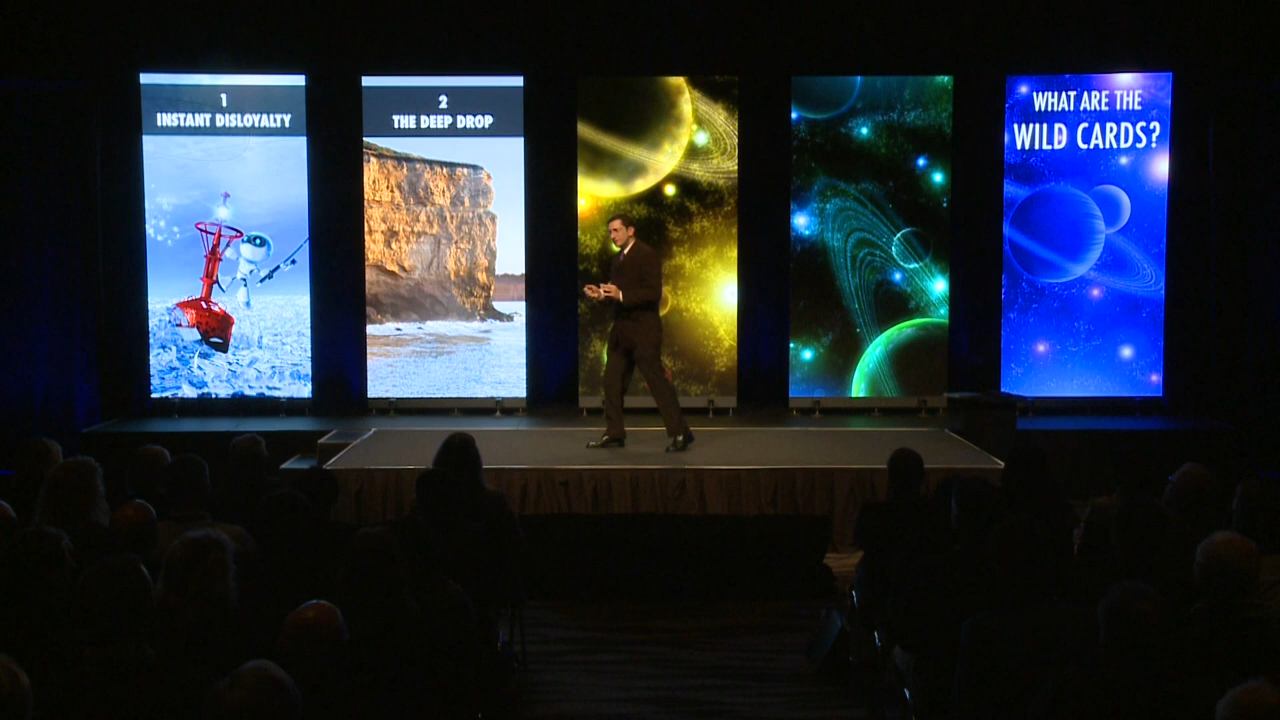 1
INSTANT DISLOYALTY
2
THE DEEP DROP
WHAT ARE THE
WILD CARDS?